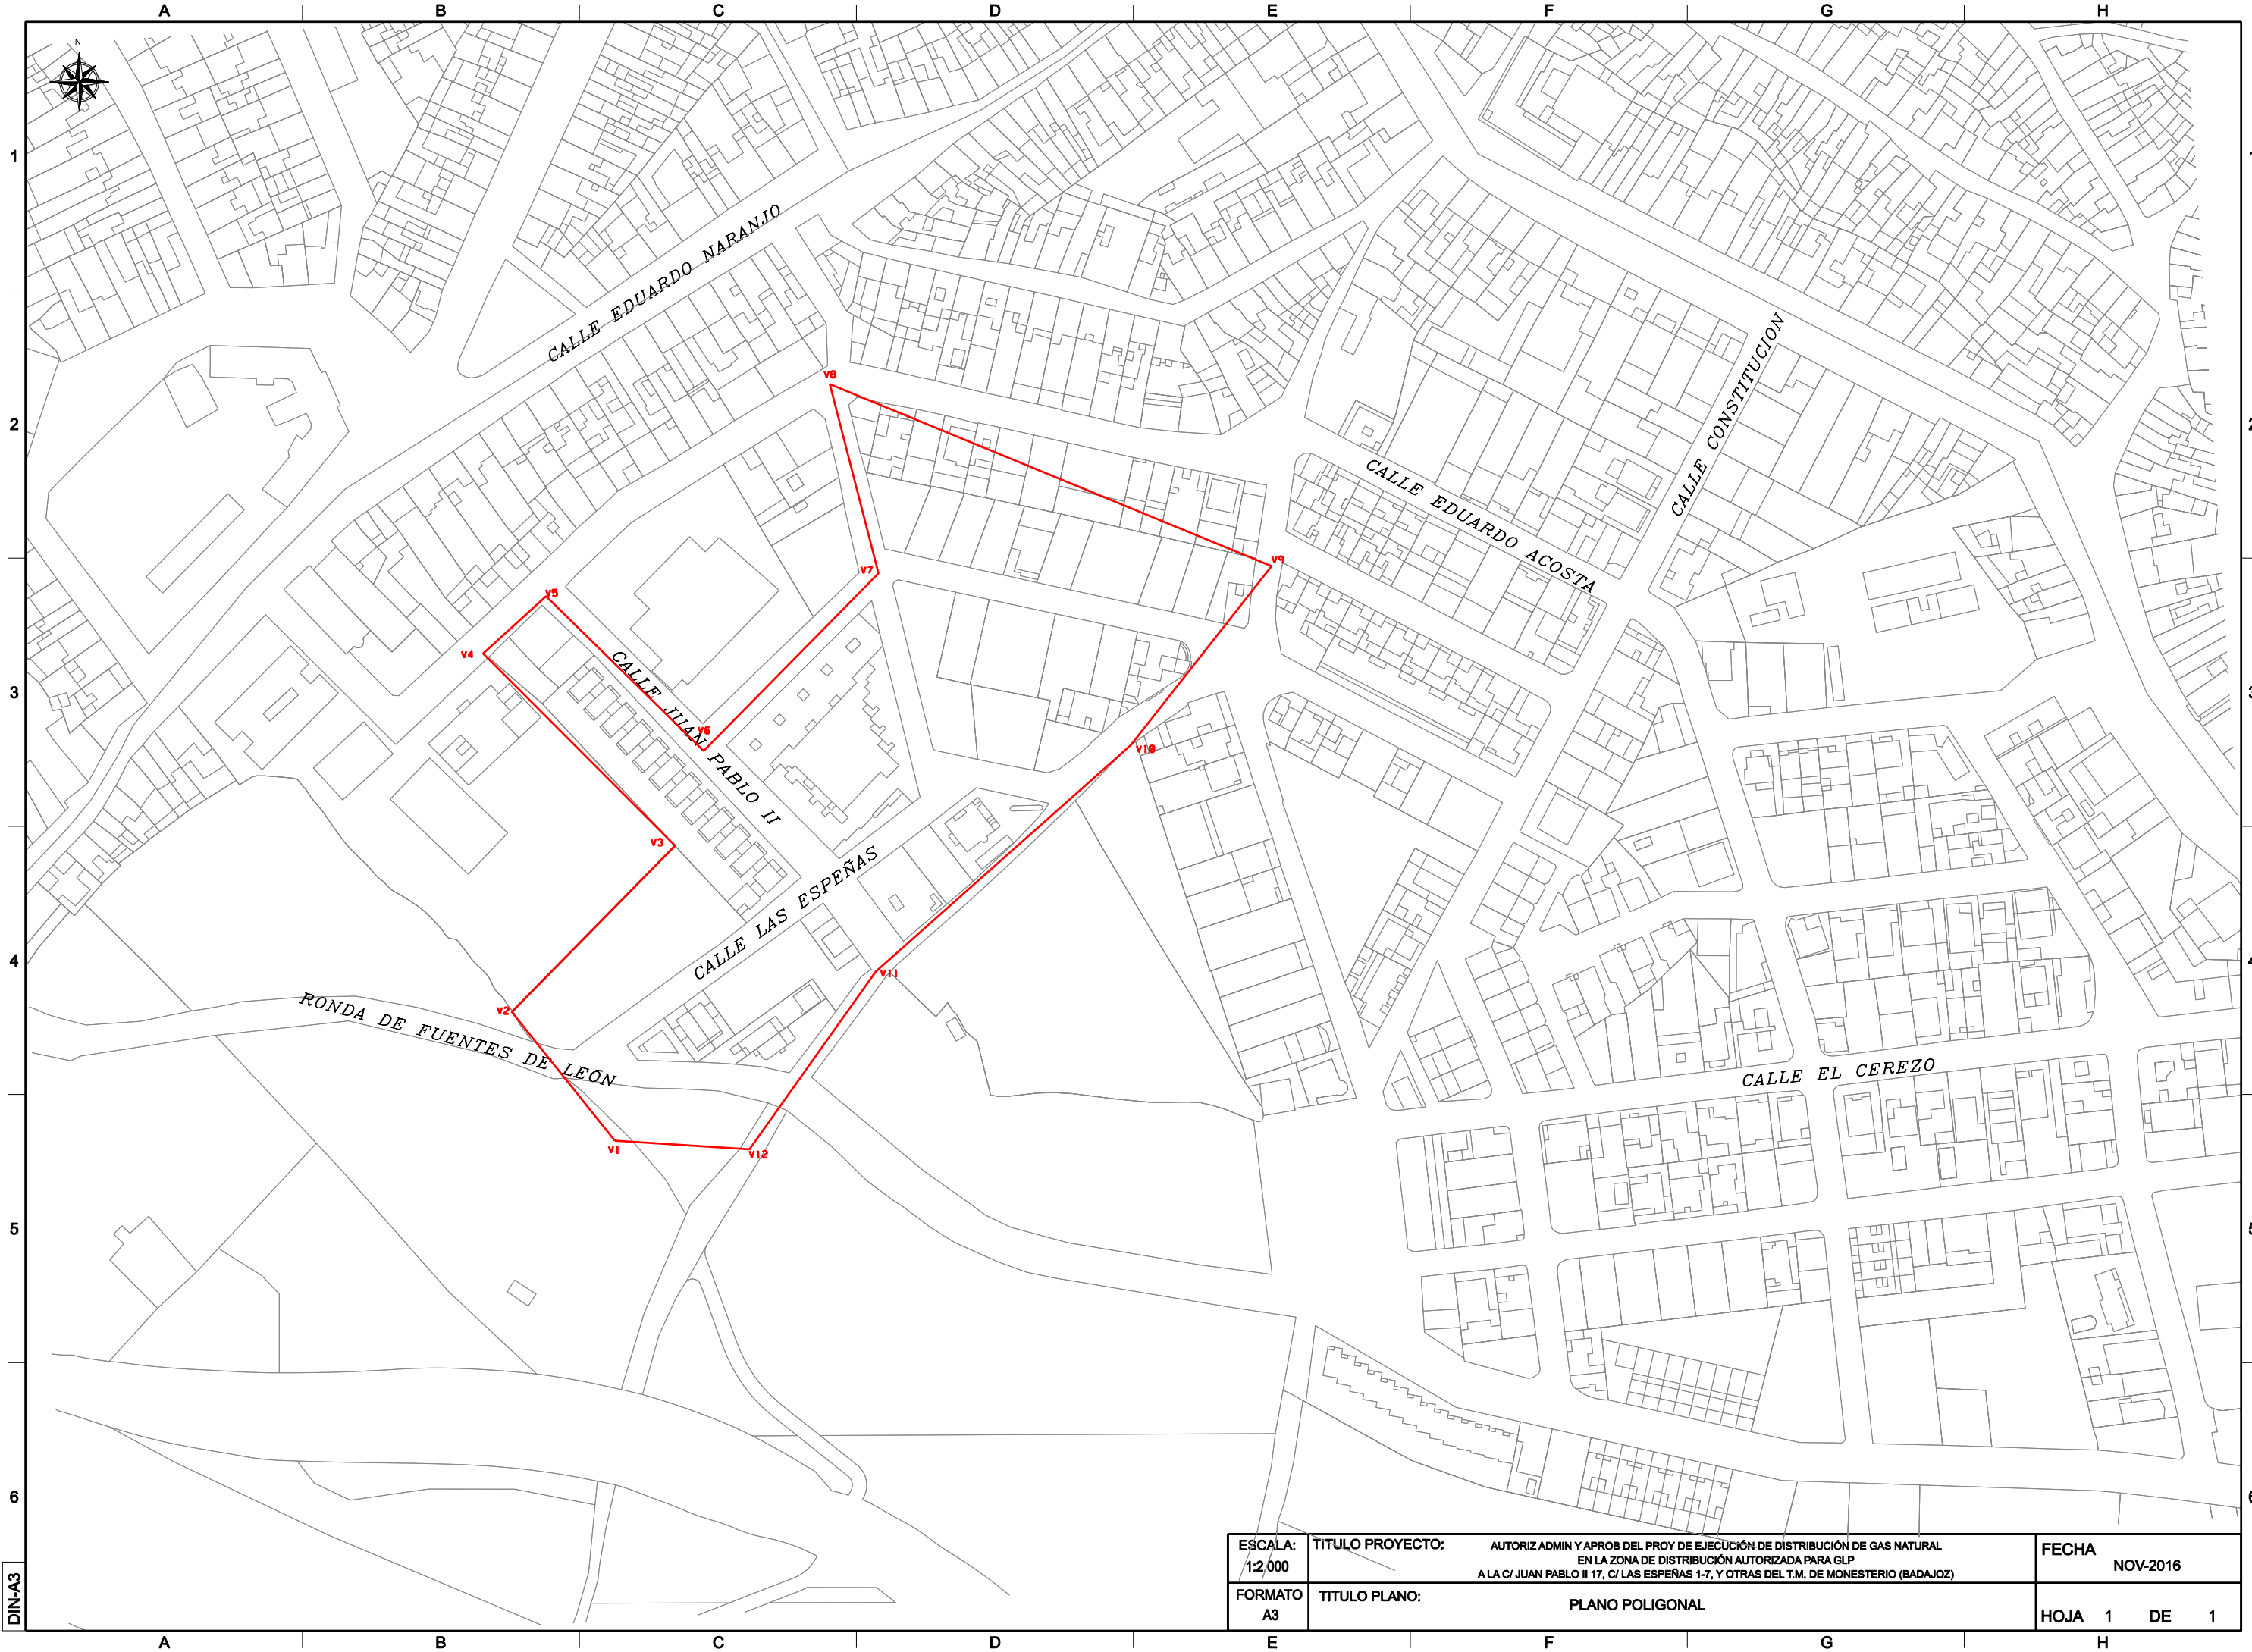 A B C D E F G H
N
1
CALLE EDUARDO NARANJO
CALLE CONSTITUCION
V8
2
CALLE EDUARDO ACOSTA
V9
V7
V5
V4
CALLE JUAN PABLO II
3
V6
V10
V3
CALLE LAS ESPEÑAS
4
V11
V2
RONDA DE FUENTES DE LEÓN
CALLE EL CEREZO
V1
V12
5
6
ESCALA:
1:2.000
TITULO PROYECTO:
AUTORIZ ADMIN Y APROB DEL PROY DE EJECUCIÓN DE DISTRIBUCIÓN DE GAS NATURAL
EN LA ZONA DE DISTRIBUCIÓN AUTORIZADA PARA GLP
A LA C/ JUAN PABLO II 17, C/ LAS ESPEÑAS 1-7, Y OTRAS DEL T.M. DE MONESTERIO (BADAJOZ)
FECHA
NOV-2016
FORMATO
A3
TITULO PLANO:
PLANO POLIGONAL
HOJA 1 DE 1
DIN-A3
A B C D E F G H